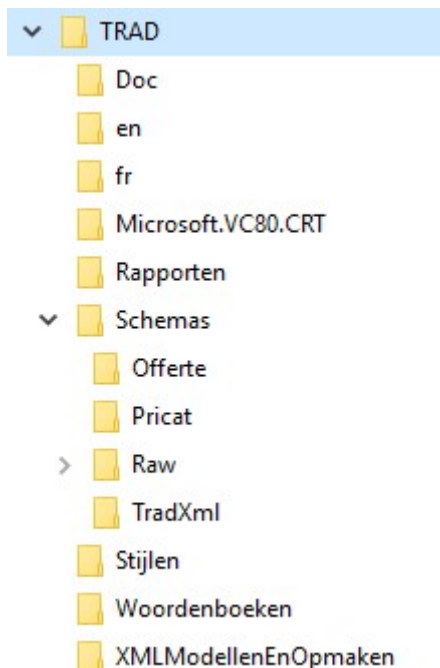 TRAD
Doc
en
fr
Microsoft.VC80.CRT
Rapporten
Schemas
Offerte
Pricat
Raw
TradXml
Stijlen
Woordenboeken
XMLModellenEnOpmaken